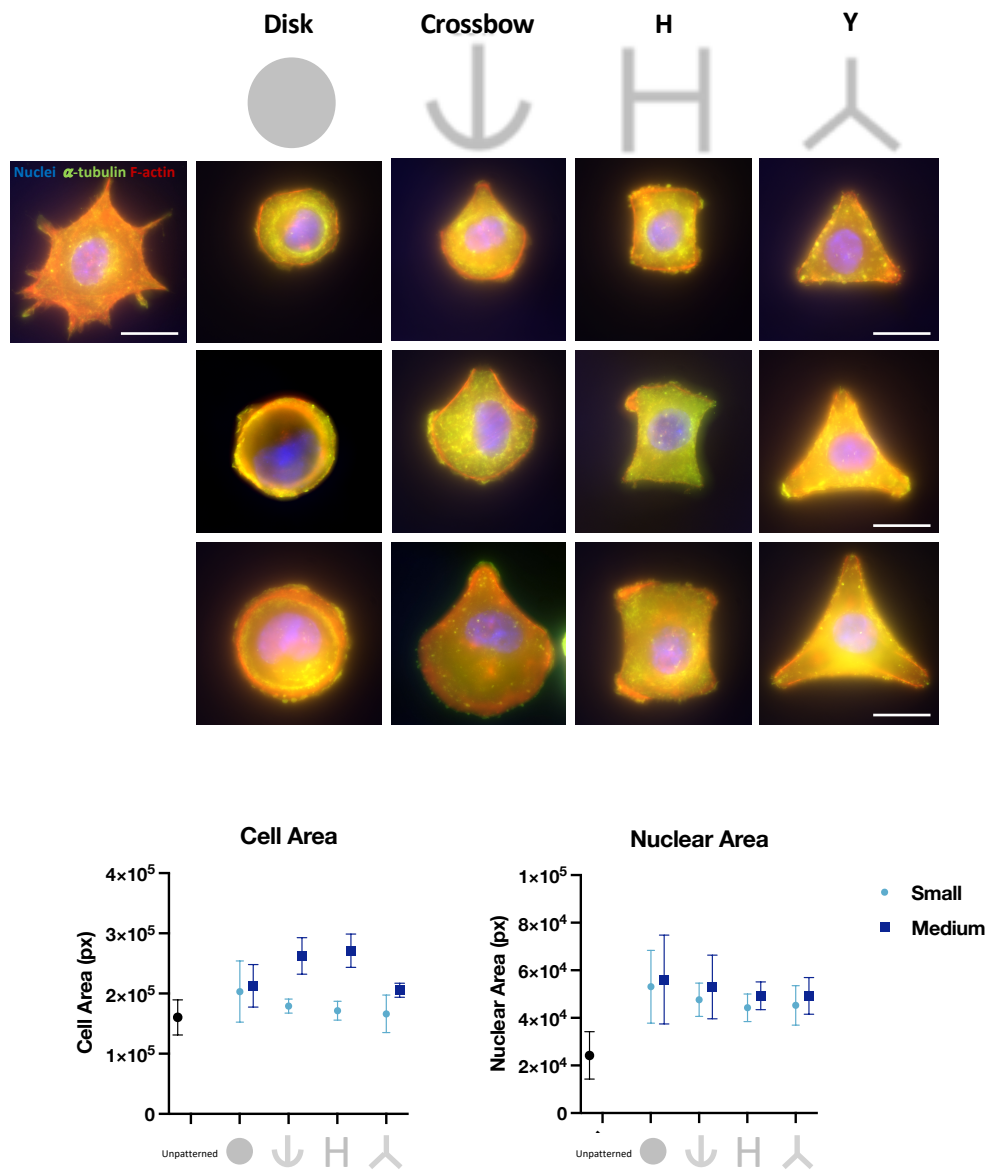 Disk
Crossbow
H
Y
Nuclei α-tubulin F-actin
Cell Area
4×10⁵
3×10⁵
2×10⁵
1×10⁵
0
Cell Area (px)
Unpatterned
Nuclear Area
1×10⁵
8×10⁴
6×10⁴
4×10⁴
2×10⁴
0
Nuclear Area (px)
Unpatterned
Small
Medium